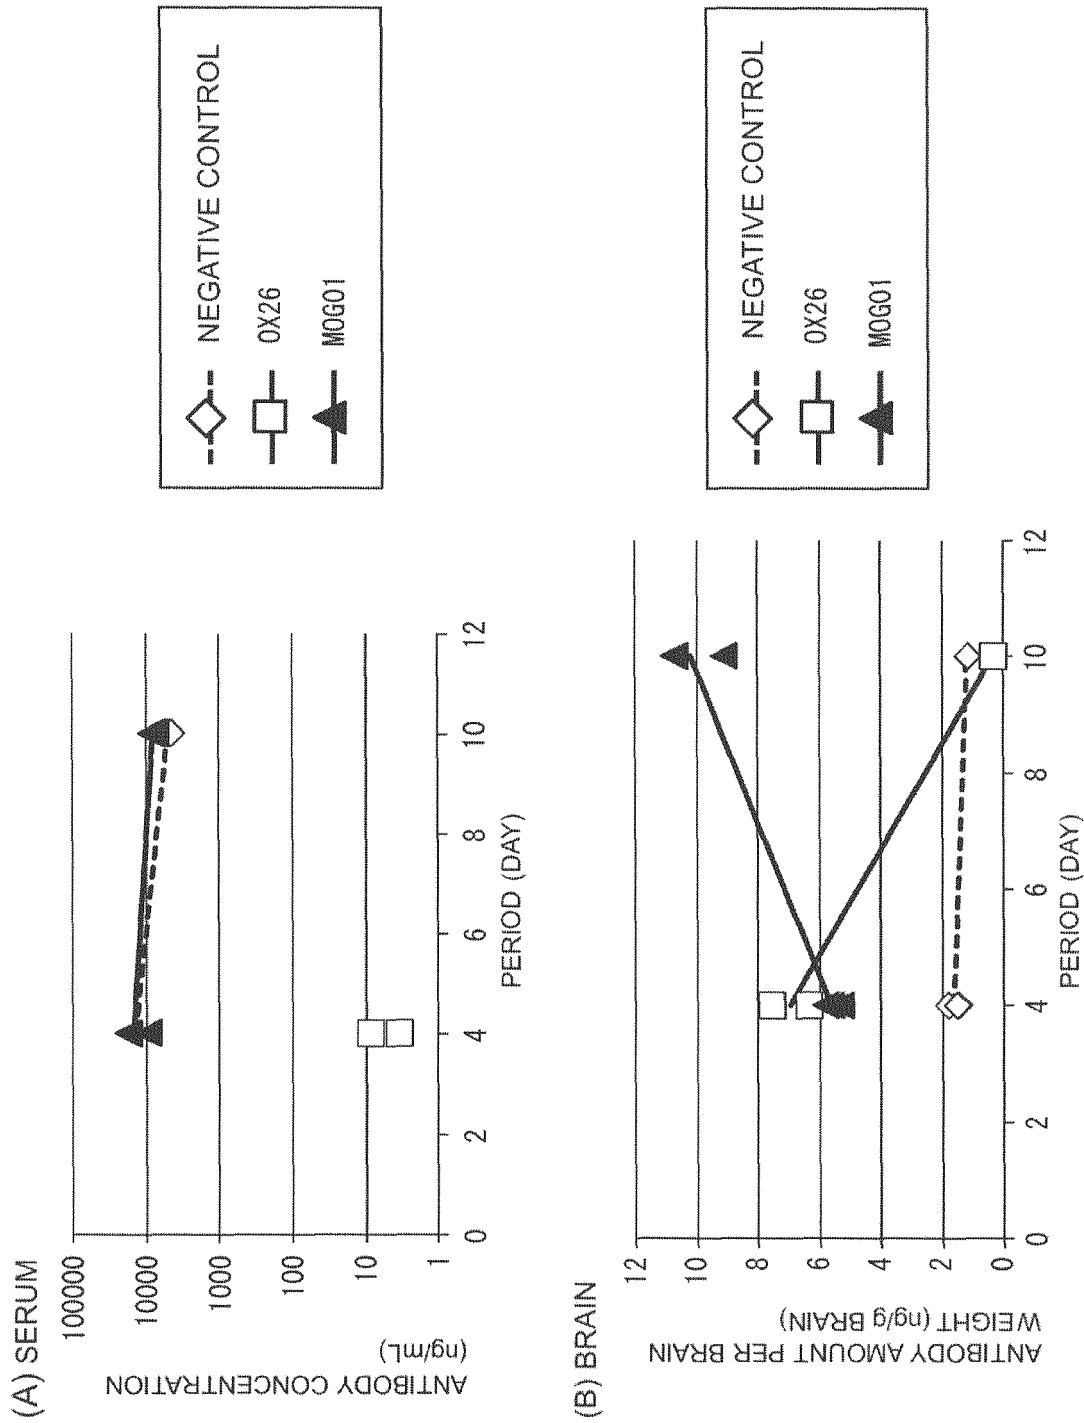 (A) SERUM
ANTIBODY CONCENTRATION
(ng/mL)
100000
10000
1000
100
10
1
0
2
4
6
8
10
12
PERIOD (DAY)
NEGATIVE CONTROL
OX26
MOG01
(B) BRAIN
ANTIBODY AMOUNT PER BRAIN
WEIGHT (ng/g BRAIN)
12
10
8
6
4
2
0
0
2
4
6
8
10
12
PERIOD (DAY)
NEGATIVE CONTROL
OX26
MOG01